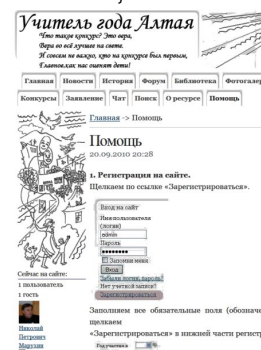 Учитель года Алтая
Что такое конкурс? Это вера,
Вера во всё лучшее на свете.
И совсем не важно, кто на конкурсе был первым,
Главное,как нас оценят дети!
Главная Новости История Форум Библиотека Фотогалер
Конкурсы Заявление Чат Поиск О ресурсе Помощь
Главная -> Помощь
Помощь
20.09.2010 20:28
1. Регистрация на сайте.
Щелкаем по ссылке «Зарегистрироваться».
Вход на сайт
Имя пользователя
(логин)
admin
Пароль
Запомни меня
Вход
Забыли логин,пароль?
Нет учетной записи?
Зарегистрироваться
Сейчас на сайте:
1 пользователь
1 гость
Николай
Петрович
Марухин
Заполняем все обязательные поля (обозначе
щелкаем
«Зарегистрироваться» в нижней части регистр